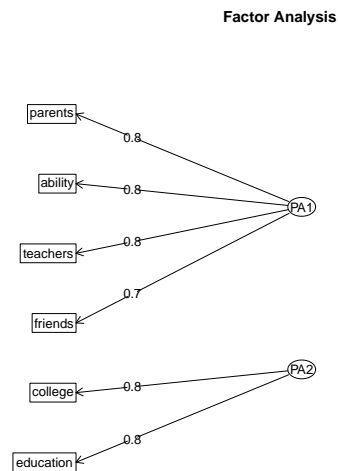 Factor Analysis
parents
0.8
ability
0.8
PA1
teachers
0.8
friends
0.7
PA2
college
0.8
education
0.8